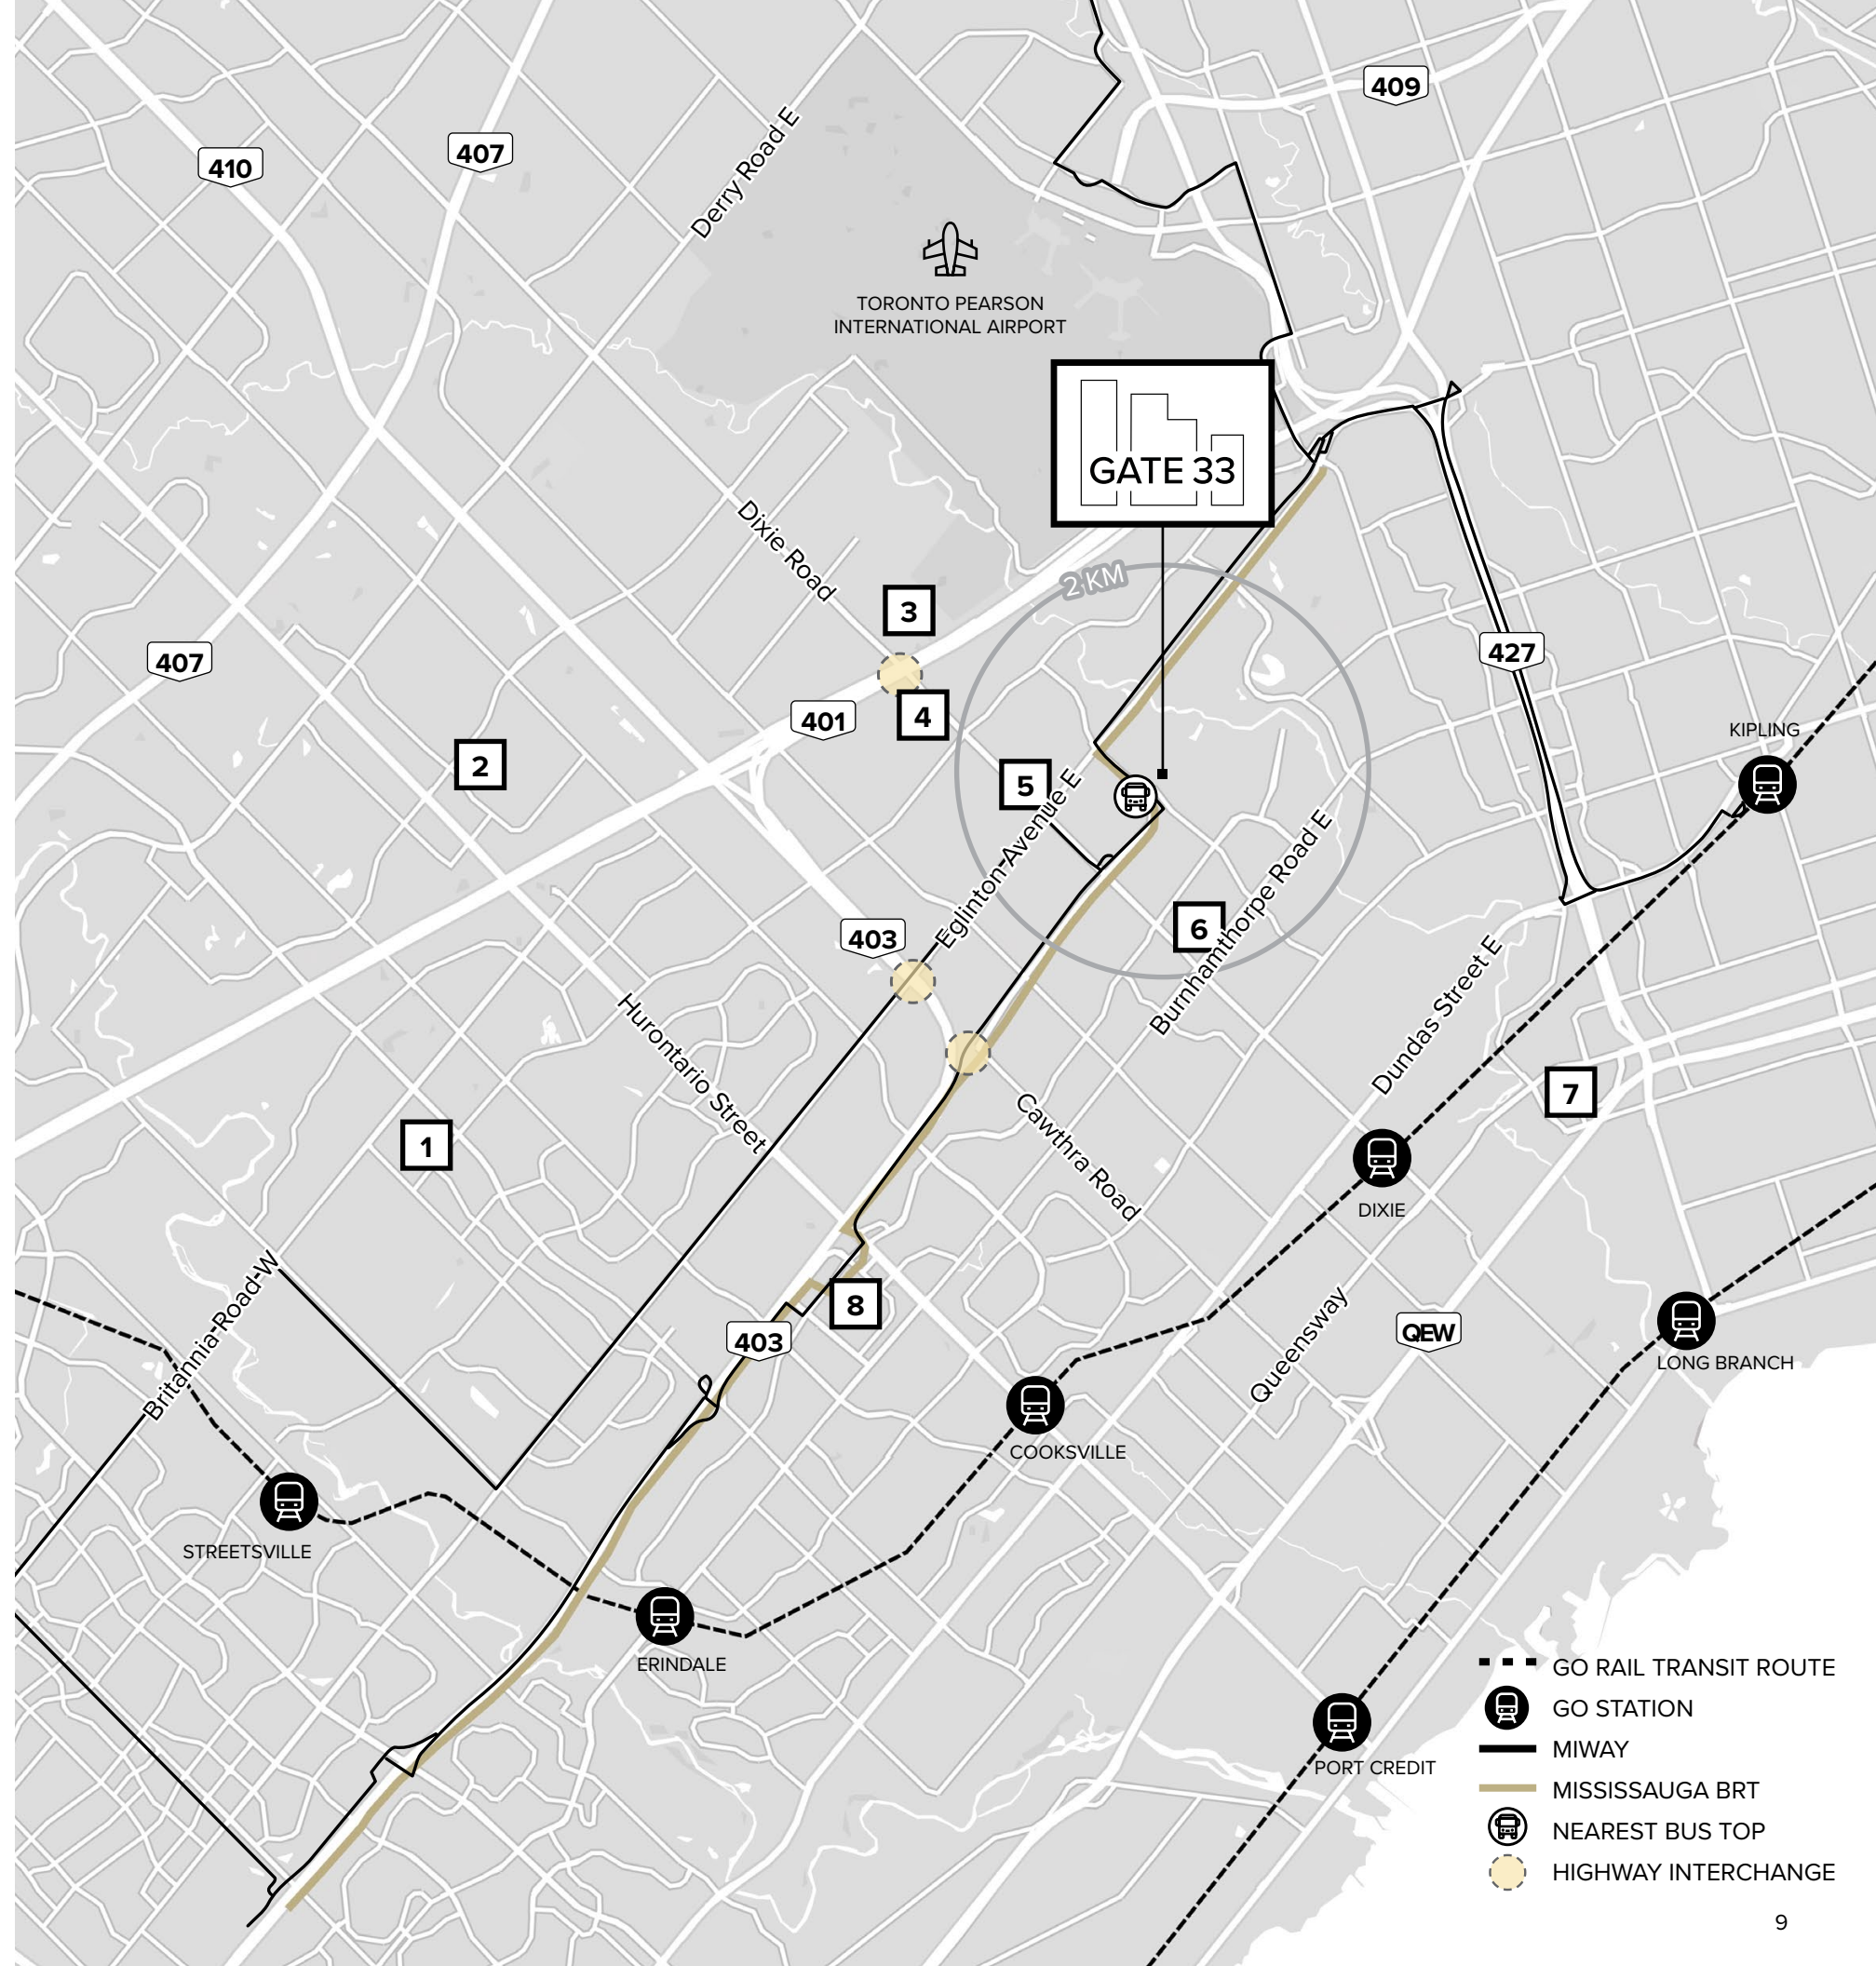 409
407
410
Derry Road E
TORONTO PEARSON
INTERNATIONAL AIRPORT
GATE 33
Dixie Road
2 KM
3
407
427
4
401
KIPLING
2
5
Eglinton Avenue E
Burnhamthorpe Road E
6
403
Dundas Street E
Hurontario Street
7
Cawthra Road
1
DIXIE
Britannia Road W
8
403
Queensway
QEW
LONG BRANCH
COOKSVILLE
STREETSVILLE
ERINDALE
PORT CREDIT
GO RAIL TRANSIT ROUTE
GO STATION
MIWAY
MISSISSAUGA BRT
NEAREST BUS TOP
HIGHWAY INTERCHANGE
9